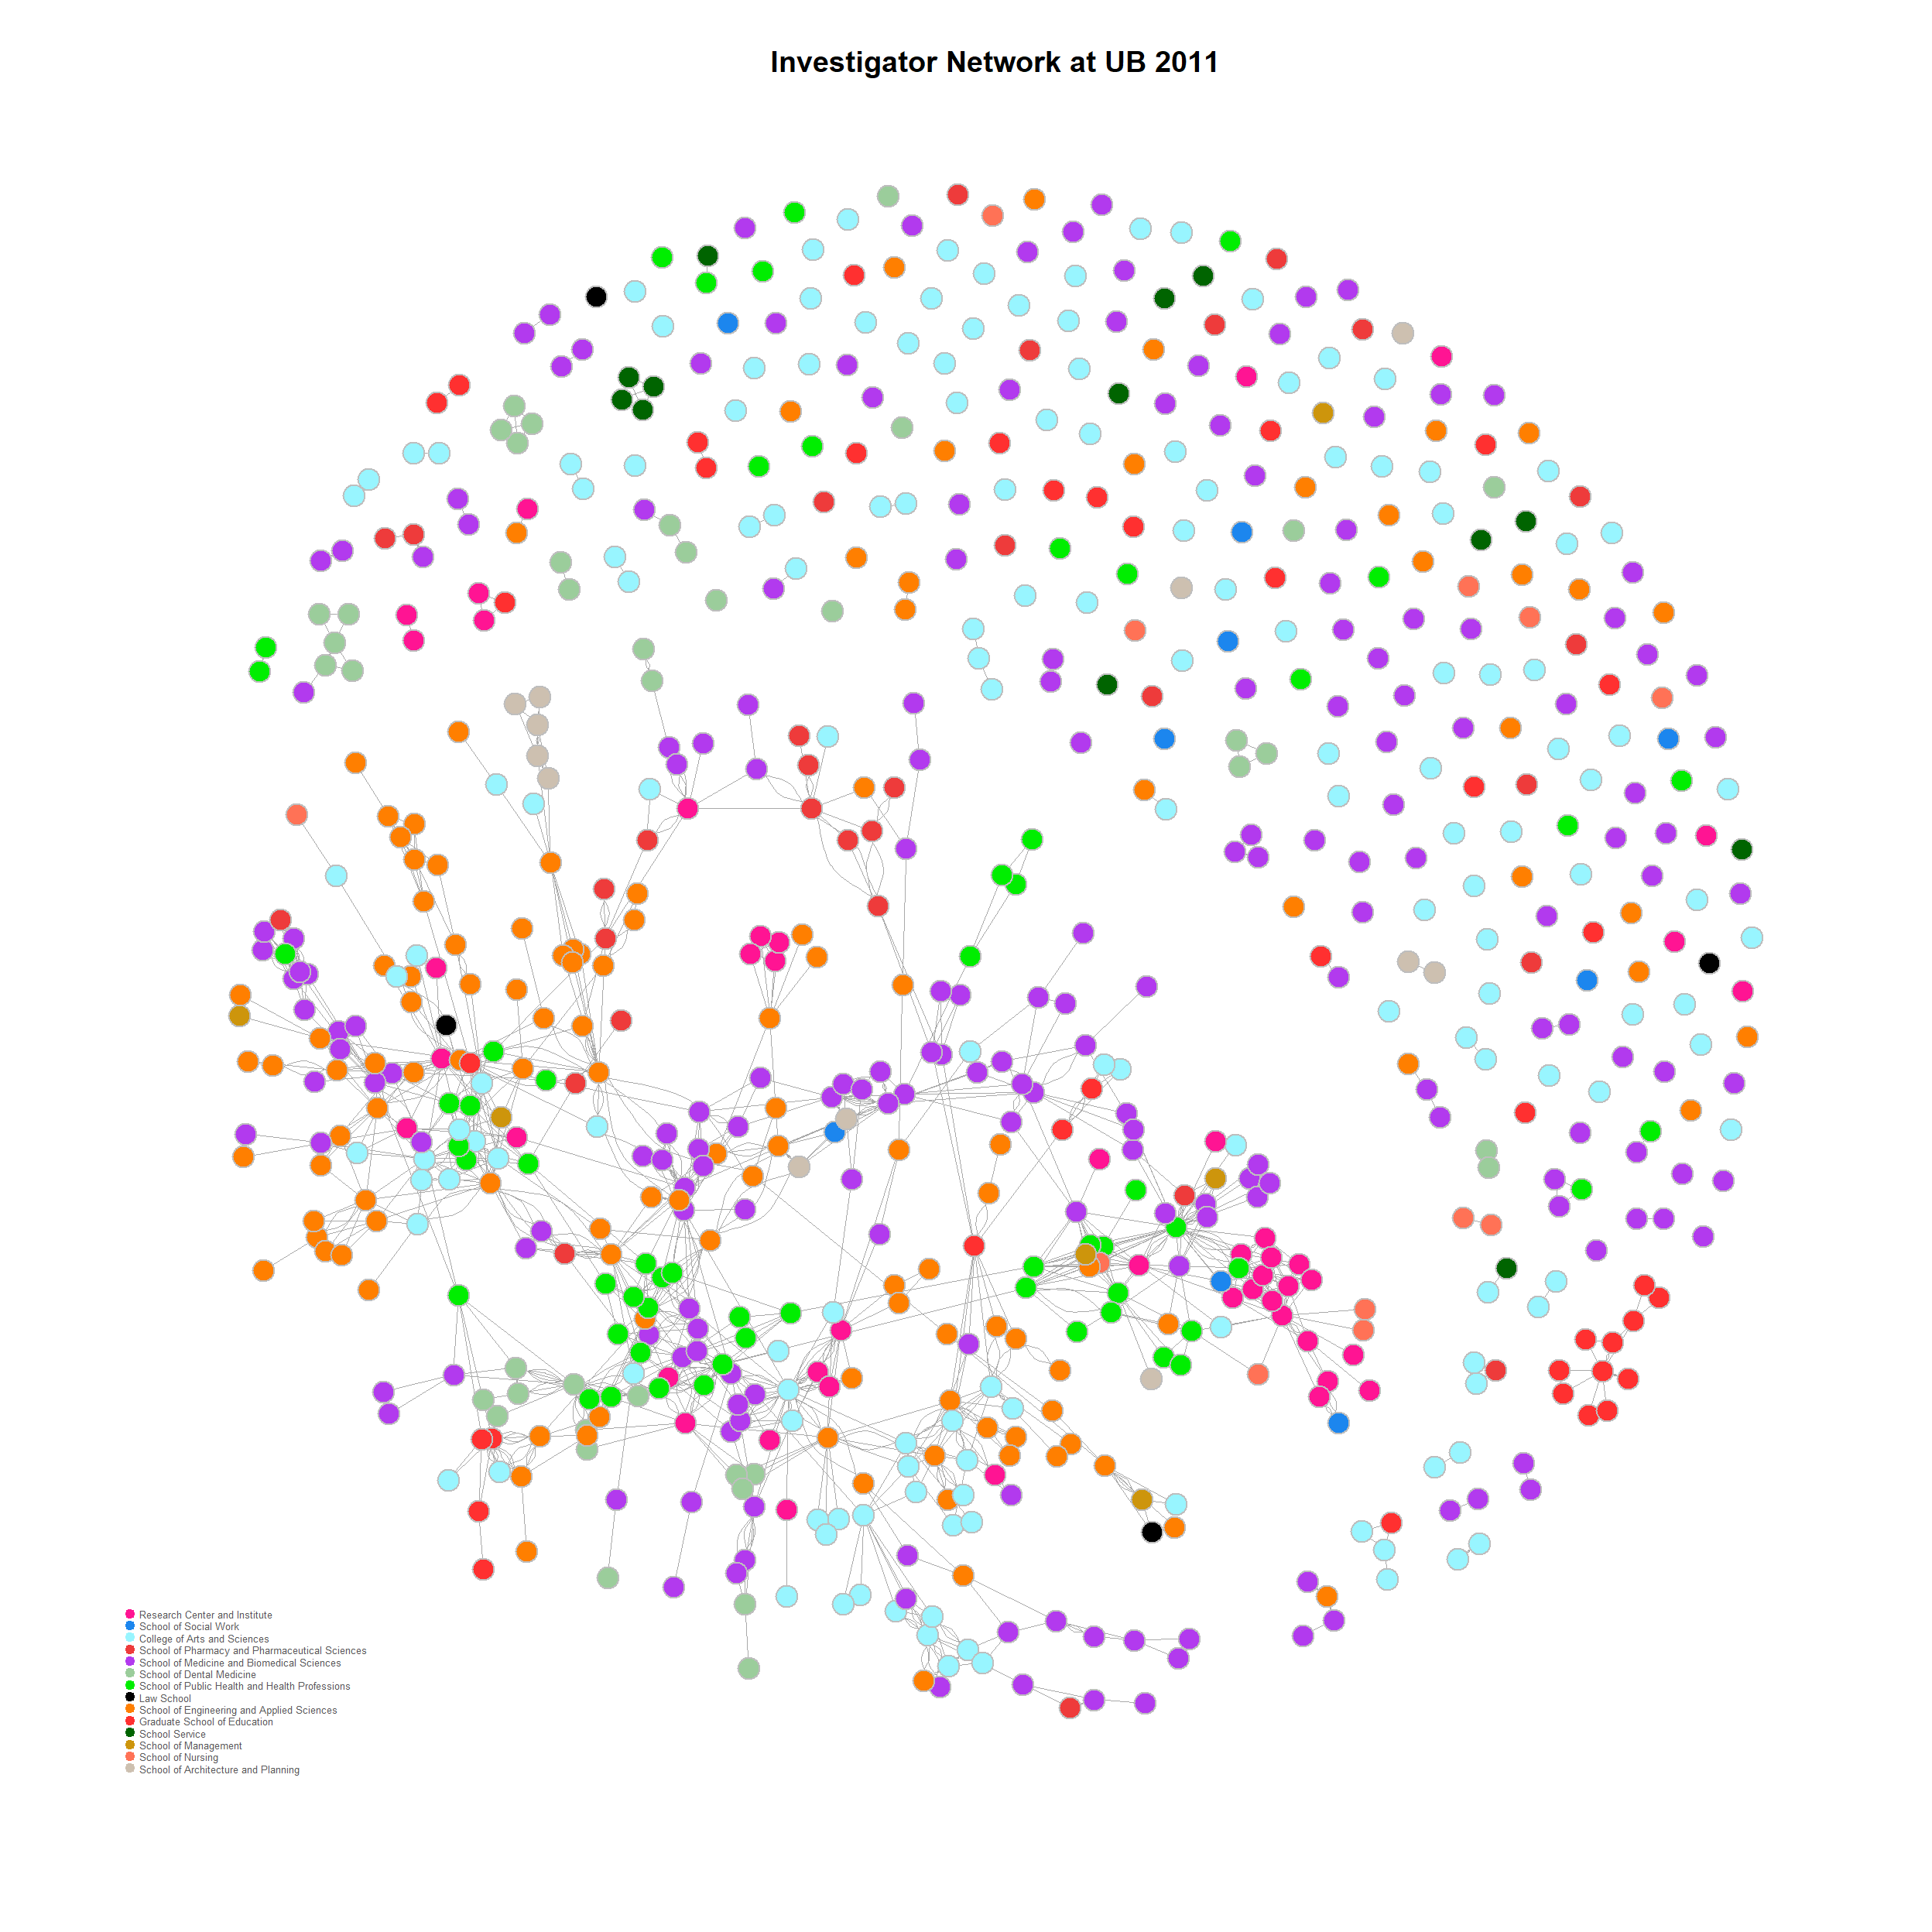 Investigator Network at UB 2011
Research Center and Institute
School of Social Work
College of Arts and Sciences
School of Pharmacy and Pharmaceutical Sciences
School of Medicine and Biomedical Sciences
School of Dental Medicine
School of Public Health and Health Professions
Law School
School of Engineering and Applied Sciences
Graduate School of Education
School Service
School of Management
School of Nursing
School of Architecture and Planning